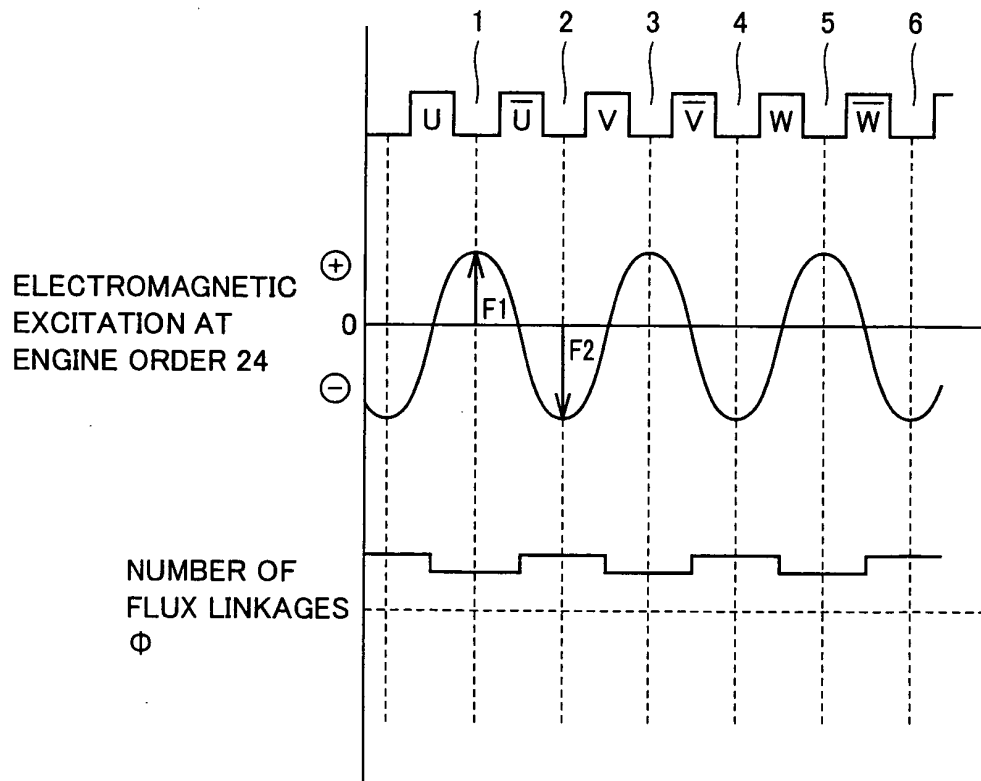 1 2 3 4 5 6
U U̅ V V̅ W W̅
ELECTROMAGNETIC
EXCITATION AT
ENGINE ORDER 24
⊕
0
⊖
F1
F2
NUMBER OF
FLUX LINKAGES
Φ